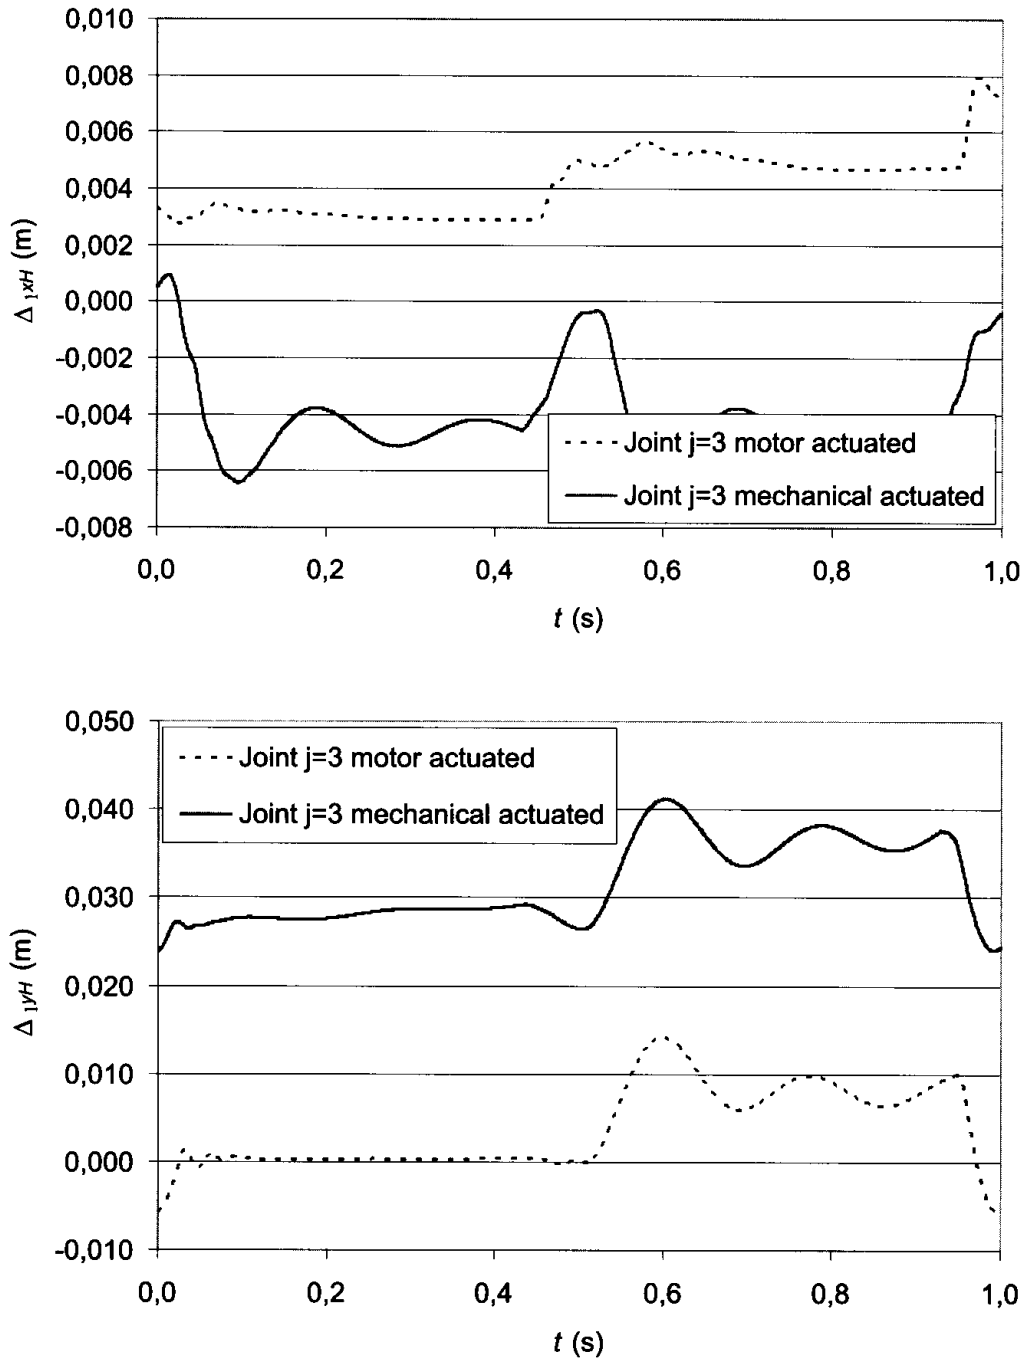 0,010
0,008
0,006
0,004
0,002
0,000
-0,002
-0,004
-0,006
-0,008
Δ 1xH (m)
Joint j=3 motor actuated
Joint j=3 mechanical actuated
0,0 0,2 0,4 0,6 0,8 1,0
t (s)
0,050
0,040
0,030
0,020
0,010
0,000
-0,010
Δ 1yH (m)
Joint j=3 motor actuated
Joint j=3 mechanical actuated
0,0 0,2 0,4 0,6 0,8 1,0
t (s)